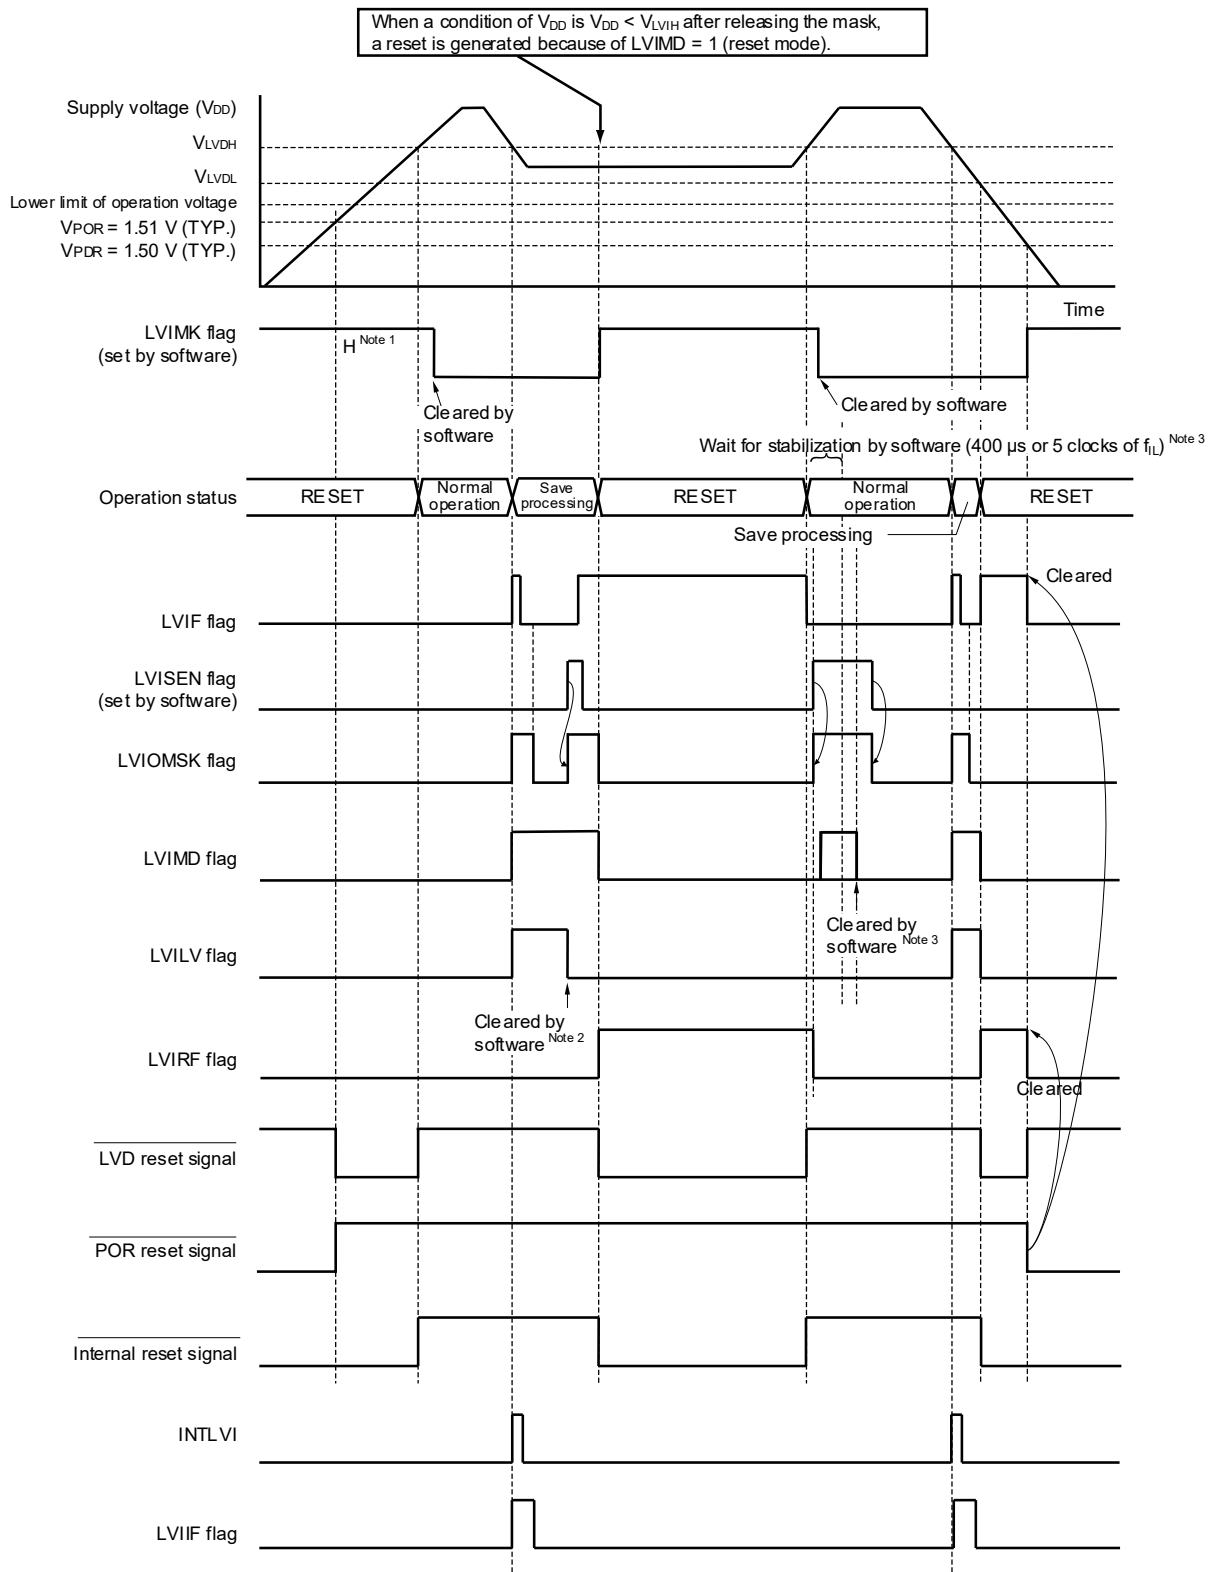 When a condition of VDD is VDD < VLVIH after releasing the mask,
a reset is generated because of LVIMD = 1 (reset mode).
Supply voltage (VDD)
VLVDH
VLVDL
Lower limit of operation voltage
VPOR = 1.51 V (TYP.)
VPDR = 1.50 V (TYP.)
Time
LVIMK flag
(set by software)
H Note 1
Cleared by
software
Cleared by software
Wait for stabilization by software (400 μs or 5 clocks of fIL) Note 3
Operation status
RESET
Normal
operation
Save
processing
RESET
Normal
operation
RESET
Save processing
Cleared
LVIF flag
LVISEN flag
(set by software)
LVIOMSK flag
LVIMD flag
Cleared by
software Note 3
LVILV flag
Cleared by
software Note 2
LVIRF flag
Cleared
LVD reset signal
POR reset signal
Internal reset signal
INTLVI
LVIIF flag